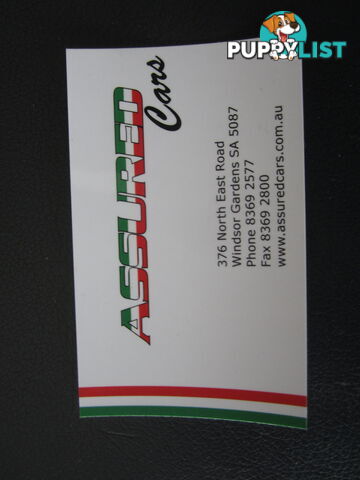 PUPPYLIST
ASSURED
Cars
376 North East Road
Windsor Gardens SA 5087
Phone 8369 2577
Fax 8369 2800
www.assuredcars.com.au